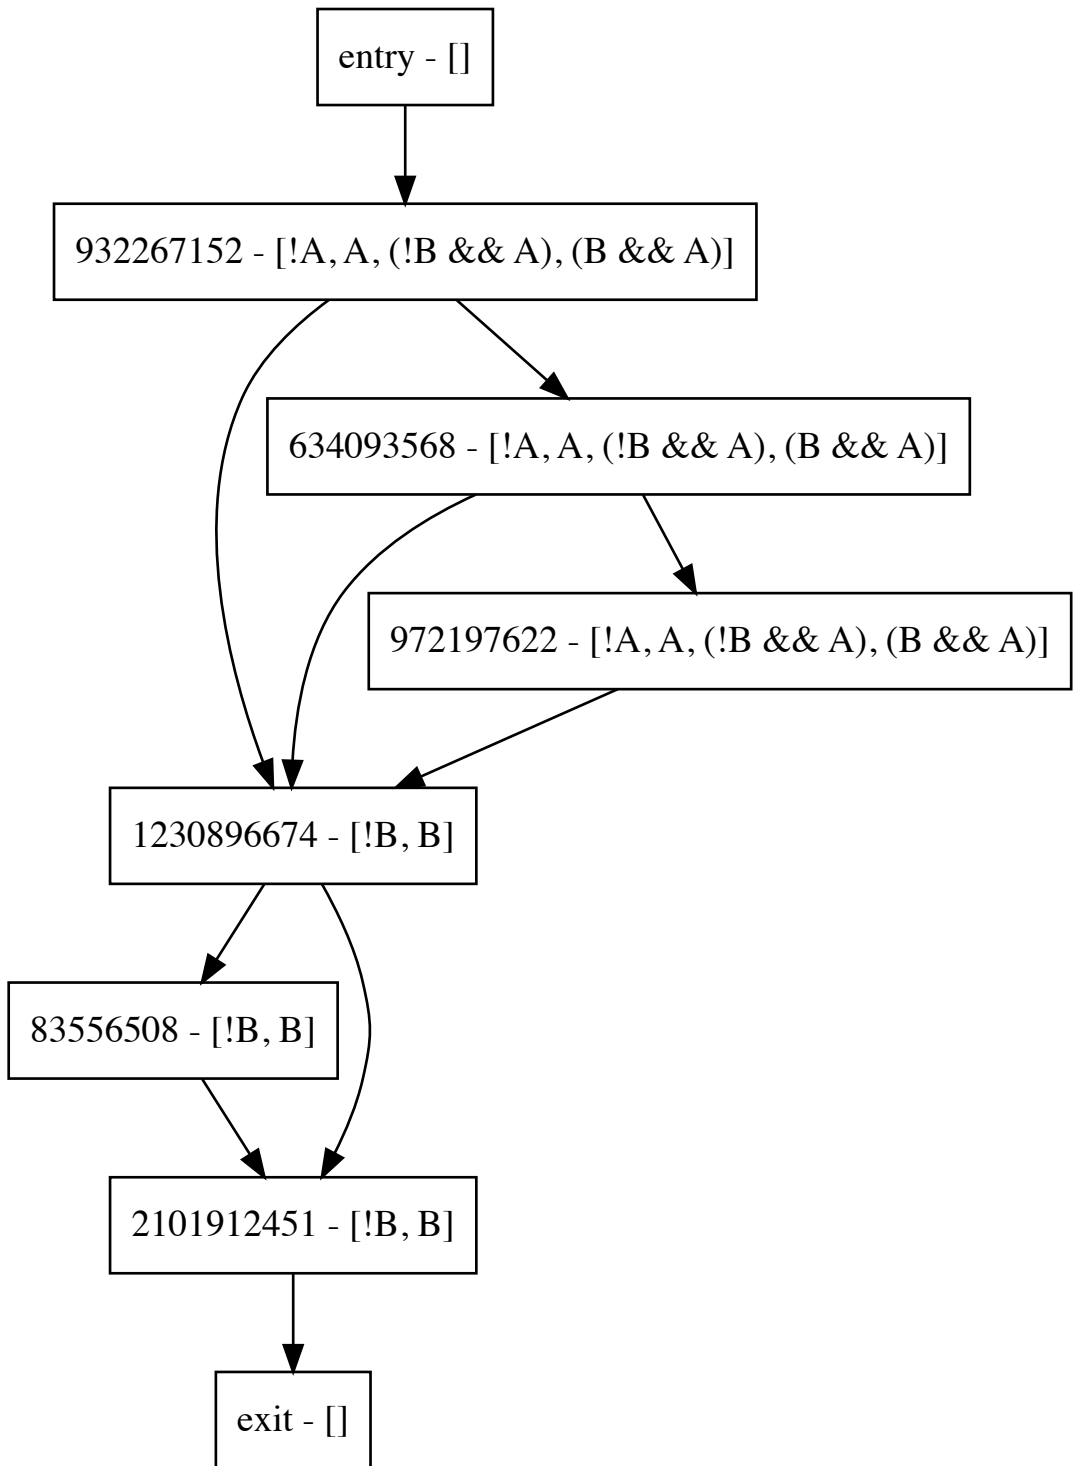 entry - []
932267152 - [!A, A, (!B && A), (B && A)]
634093568 - [!A, A, (!B && A), (B && A)]
972197622 - [!A, A, (!B && A), (B && A)]
1230896674 - [!B, B]
83556508 - [!B, B]
2101912451 - [!B, B]
exit - []